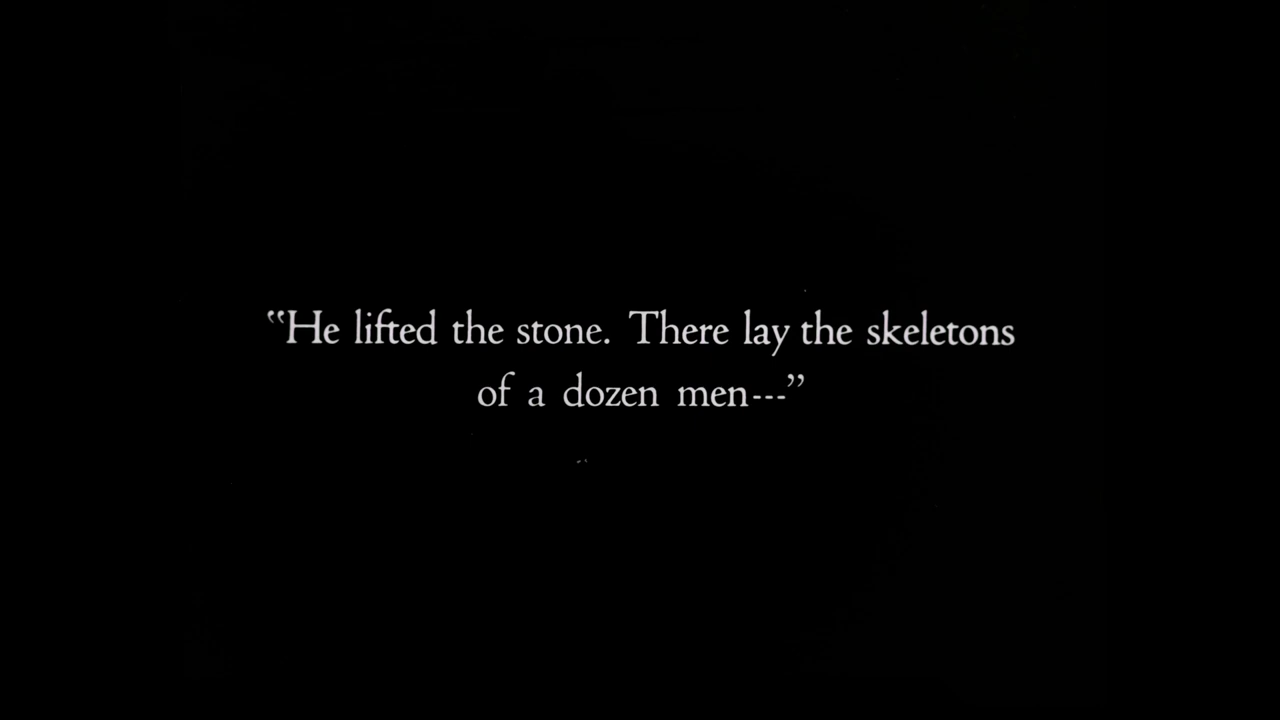 “He lifted the stone. There lay the skeletons
of a dozen men---”